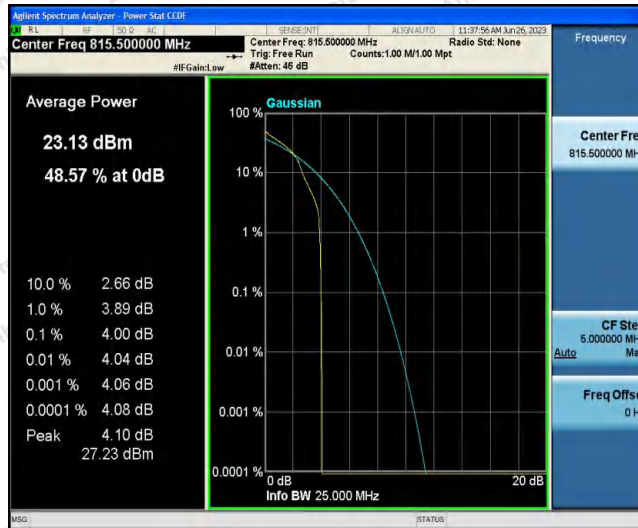 Agilent Spectrum Analyzer - Power Stat CCDF
RL RF 50 Ω AC SENSE:INT ALIGN AUTO 11:37:56 AM Jun 26, 2023
Center Freq 815.500000 MHz
Center Freq: 815.500000 MHz Radio Std: None
Trig: Free Run Counts:1.00 M/1.00 Mpt
#IFGain:Low #Atten: 46 dB
Frequency
Average Power
23.13 dBm
48.57 % at 0dB
10.0 % 2.66 dB
1.0 % 3.89 dB
0.1 % 4.00 dB
0.01 % 4.04 dB
0.001 % 4.06 dB
0.0001 % 4.08 dB
Peak 4.10 dB
27.23 dBm
Gaussian
100 %
10 %
1 %
0.1 %
0.01 %
0.001 %
0.0001 %
0 dB 20 dB
Info BW 25.000 MHz
Center Fre
815.500000 MH
CF Ste
5.000000 MH
Auto Ma
Freq Offse
0 H
MSG STATUS